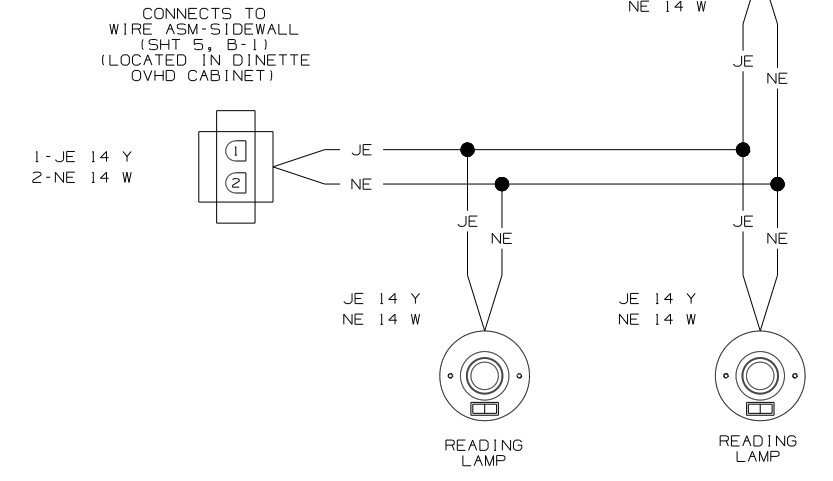 NE 14 W
CONNECTS TO
WIRE ASM-SIDEWALL
(SHT 5, B-1)
(LOCATED IN DINETTE
OVHD CABINET)
JE
NE
1-JE 14 Y
2-NE 14 W
1
2
JE
NE
JE
NE
JE
NE
JE 14 Y
NE 14 W
JE 14 Y
NE 14 W
READING
LAMP
READING
LAMP